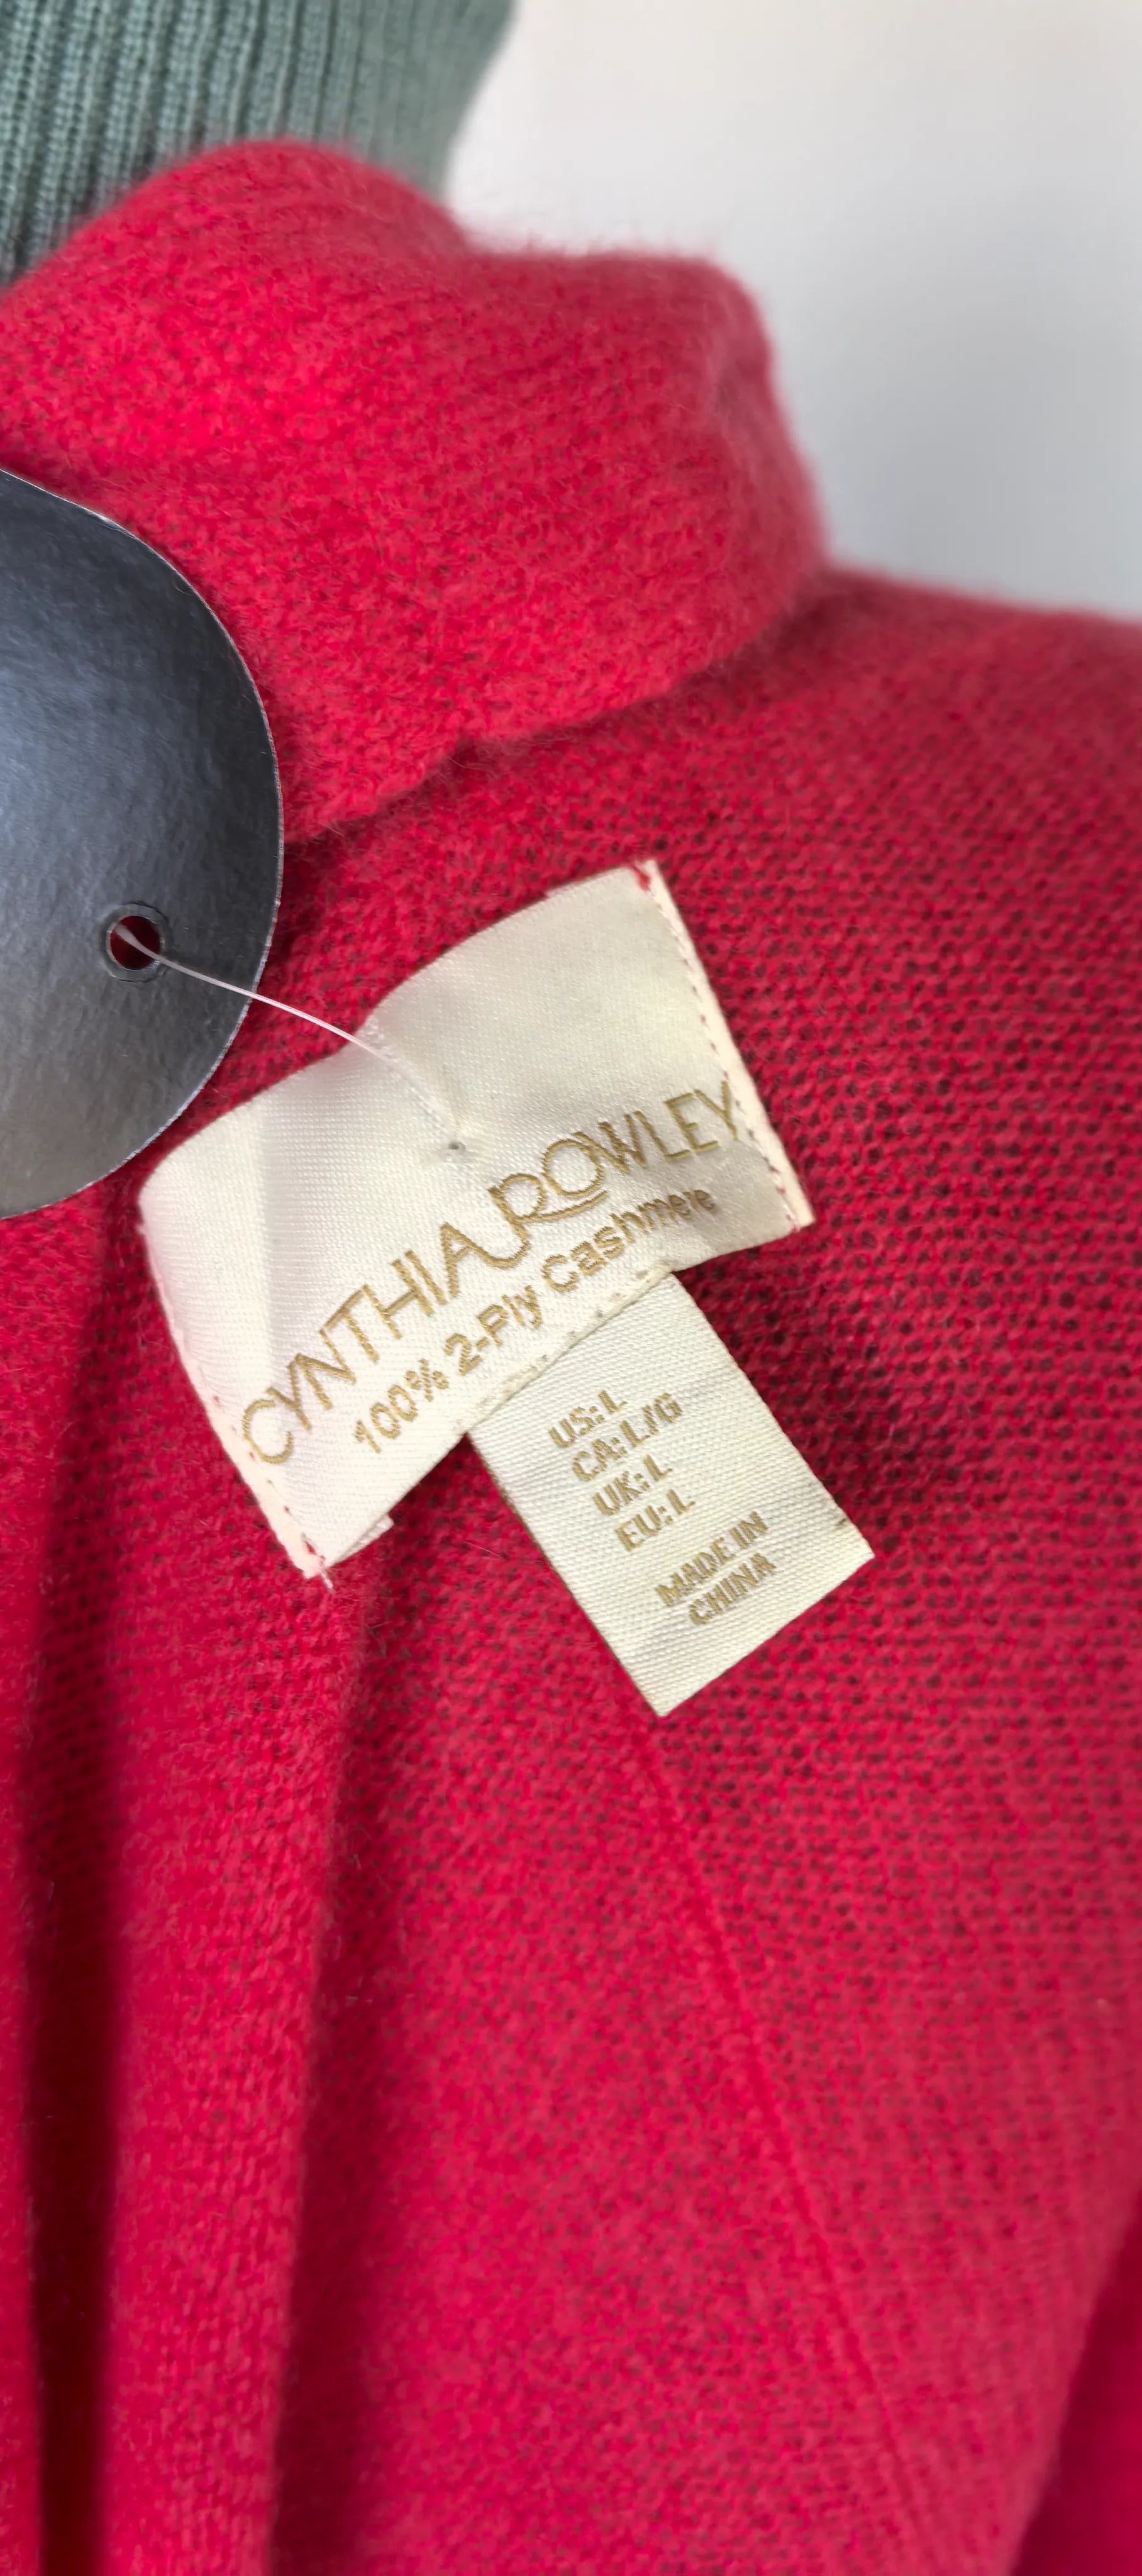 CYNTHIA ROWLEY
100% 2-Ply Cashmere
US: L
CA: L/G
UK: L
EU: L
MADE IN
CHINA